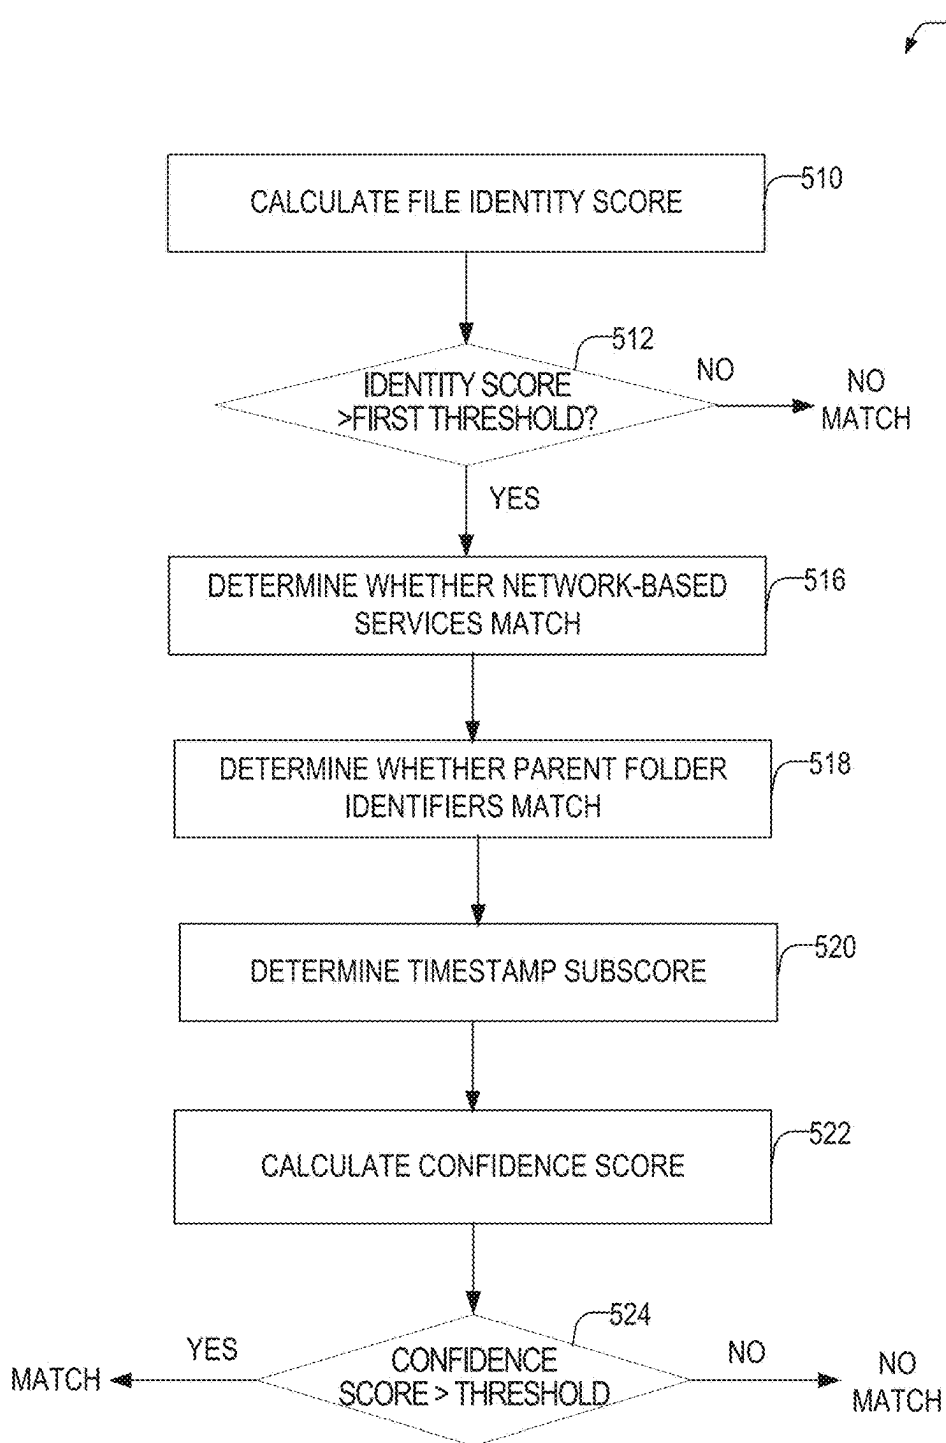 510
CALCULATE FILE IDENTITY SCORE
512
IDENTITY SCORE
>FIRST THRESHOLD?
NO
NO
MATCH
YES
516
DETERMINE WHETHER NETWORK-BASED
SERVICES MATCH
518
DETERMINE WHETHER PARENT FOLDER
IDENTIFIERS MATCH
520
DETERMINE TIMESTAMP SUBSCORE
522
CALCULATE CONFIDENCE SCORE
524
YES
MATCH
CONFIDENCE
SCORE > THRESHOLD
NO
NO
MATCH